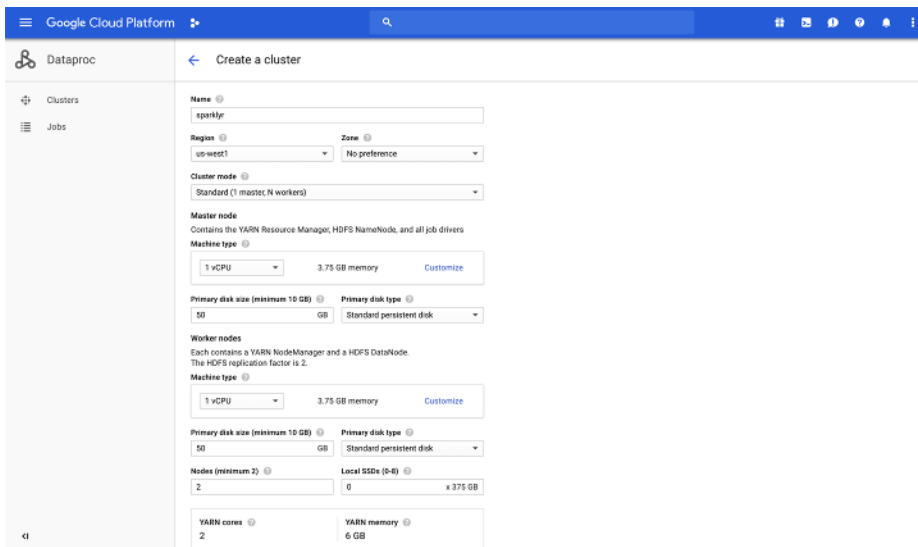 Google Cloud Platform
Dataproc
Create a cluster
Clusters
Jobs
Name
sparklyr
Region Zone
us-west1 No preference
Cluster mode
Standard (1 master, N workers)
Master node
Contains the YARN Resource Manager, HDFS NameNode, and all job drivers
Machine type
1 vCPU 3.75 GB memory Customize
Primary disk size (minimum 10 GB) Primary disk type
50 GB Standard persistent disk
Worker nodes
Each contains a YARN NodeManager and a HDFS DataNode.
The HDFS replication factor is 2.
Machine type
1 vCPU 3.75 GB memory Customize
Primary disk size (minimum 10 GB) Primary disk type
50 GB Standard persistent disk
Nodes (minimum 2) Local SSDs (0-8)
2 0 x 375 GB
YARN cores YARN memory
2 6 GB